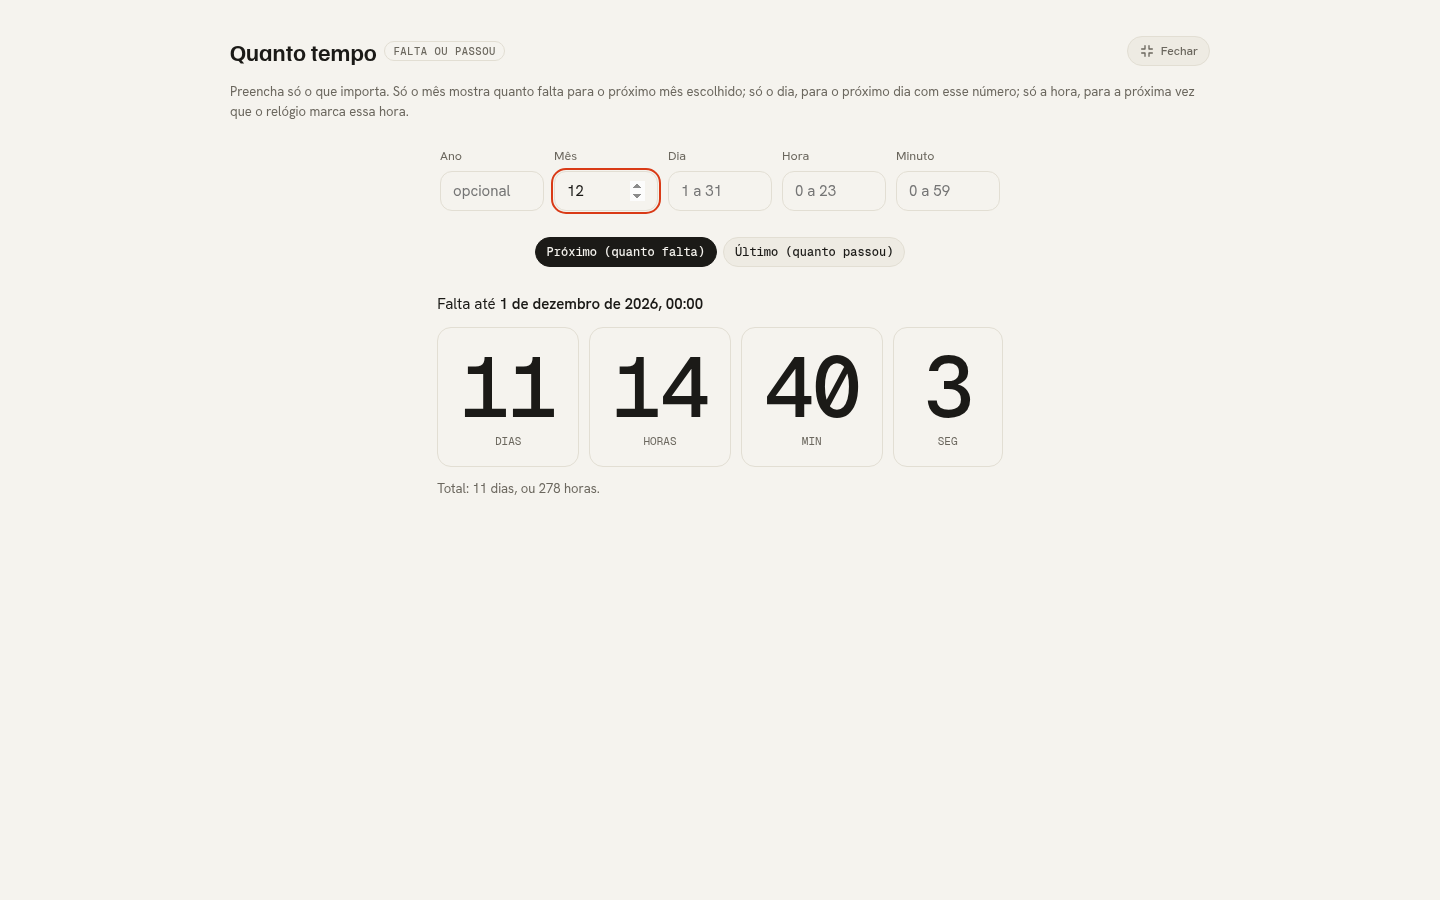 Quanto tempo
FALTA OU PASSOU
Fechar
Preencha só o que importa. Só o mês mostra quanto falta para o próximo mês escolhido; só o dia, para o próximo dia com esse número; só a hora, para a próxima vez
que o relógio marca essa hora.
Ano Mês Dia Hora Minuto
opcional 12 1 a 31 0 a 23 0 a 59
Próximo (quanto falta) Último (quanto passou)
Falta até 1 de dezembro de 2026, 00:00
11 14 40 3
DIAS HORAS MIN SEG
Total: 11 dias, ou 278 horas.